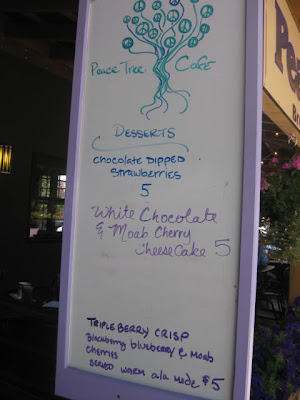 Peace Tree Cafe
Desserts
Chocolate Dipped
Strawberries
5
White Chocolate
& Moab Cherry
Cheese Cake 5
Triple Berry Crisp
Blackberry blueberry & Moab
Cherries
served warm ala mode $5